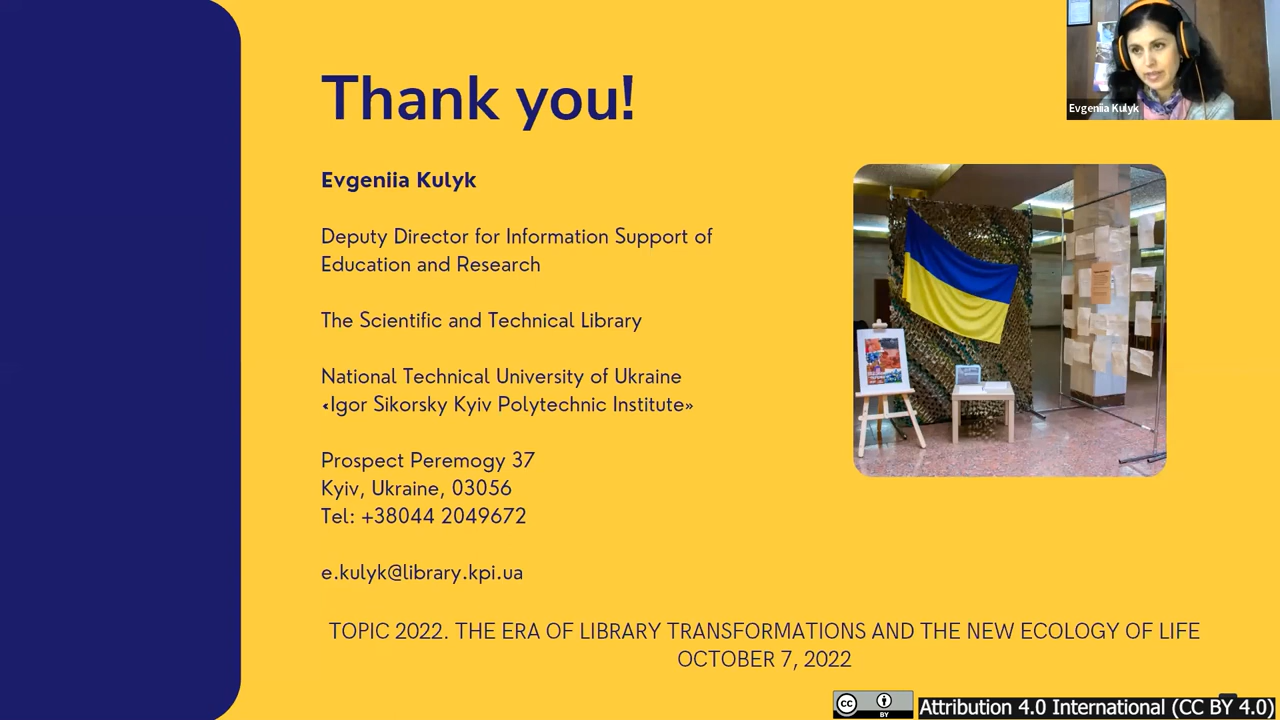 Thank you!
Evgeniia Kulyk
Evgeniia Kulyk
Deputy Director for Information Support of
Education and Research
The Scientific and Technical Library
National Technical University of Ukraine
«Igor Sikorsky Kyiv Polytechnic Institute»
Prospect Peremogy 37
Kyiv, Ukraine, 03056
Tel: +38044 2049672
e.kulyk@library.kpi.ua
TOPIC 2022. THE ERA OF LIBRARY TRANSFORMATIONS AND THE NEW ECOLOGY OF LIFE
OCTOBER 7, 2022
cc BY Attribution 4.0 International (CC BY 4.0)